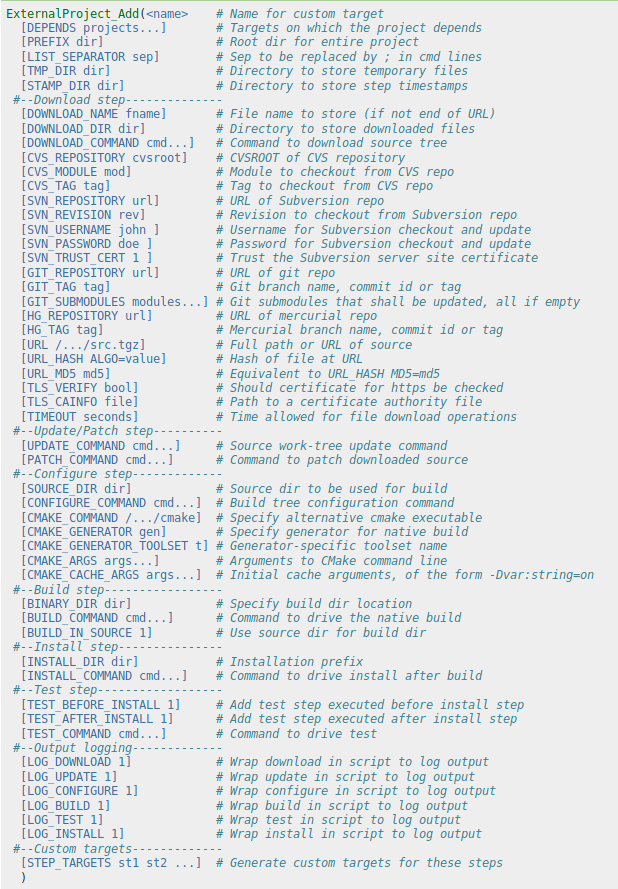 ExternalProject_Add(<name>    # Name for custom target
  [DEPENDS projects...]       # Targets on which the project depends
  [PREFIX dir]                # Root dir for entire project
  [LIST_SEPARATOR sep]        # Sep to be replaced by ; in cmd lines
  [TMP_DIR dir]               # Directory to store temporary files
  [STAMP_DIR dir]             # Directory to store step timestamps
 #--Download step--------------
  [DOWNLOAD_NAME fname]       # File name to store (if not end of URL)
  [DOWNLOAD_DIR dir]          # Directory to store downloaded files
  [DOWNLOAD_COMMAND cmd...]   # Command to download source tree
  [CVS_REPOSITORY cvsroot]    # CVSROOT of CVS repository
  [CVS_MODULE mod]            # Module to checkout from CVS repo
  [CVS_TAG tag]               # Tag to checkout from CVS repo
  [SVN_REPOSITORY url]        # URL of Subversion repo
  [SVN_REVISION rev]          # Revision to checkout from Subversion repo
  [SVN_USERNAME john ]        # Username for Subversion checkout and update
  [SVN_PASSWORD doe ]         # Password for Subversion checkout and update
  [SVN_TRUST_CERT 1 ]         # Trust the Subversion server site certificate
  [GIT_REPOSITORY url]        # URL of git repo
  [GIT_TAG tag]               # Git branch name, commit id or tag
  [GIT_SUBMODULES modules...] # Git submodules that shall be updated, all if empty
  [HG_REPOSITORY url]         # URL of mercurial repo
  [HG_TAG tag]                # Mercurial branch name, commit id or tag
  [URL /.../src.tgz]          # Full path or URL of source
  [URL_HASH ALGO=value]       # Hash of file at URL
  [URL_MD5 md5]               # Equivalent to URL_HASH MD5=md5
  [TLS_VERIFY bool]           # Should certificate for https be checked
  [TLS_CAINFO file]           # Path to a certificate authority file
  [TIMEOUT seconds]           # Time allowed for file download operations
 #--Update/Patch step----------
  [UPDATE_COMMAND cmd...]     # Source work-tree update command
  [PATCH_COMMAND cmd...]      # Command to patch downloaded source
 #--Configure step-------------
  [SOURCE_DIR dir]            # Source dir to be used for build
  [CONFIGURE_COMMAND cmd...]  # Build tree configuration command
  [CMAKE_COMMAND /.../cmake]  # Specify alternative cmake executable
  [CMAKE_GENERATOR gen]       # Specify generator for native build
  [CMAKE_GENERATOR_TOOLSET t] # Generator-specific toolset name
  [CMAKE_ARGS args...]        # Arguments to CMake command line
  [CMAKE_CACHE_ARGS args...]  # Initial cache arguments, of the form -Dvar:string=on
 #--Build step-----------------
  [BINARY_DIR dir]            # Specify build dir location
  [BUILD_COMMAND cmd...]      # Command to drive the native build
  [BUILD_IN_SOURCE 1]         # Use source dir for build dir
 #--Install step---------------
  [INSTALL_DIR dir]           # Installation prefix
  [INSTALL_COMMAND cmd...]    # Command to drive install after build
 #--Test step------------------
  [TEST_BEFORE_INSTALL 1]     # Add test step executed before install step
  [TEST_AFTER_INSTALL 1]      # Add test step executed after install step
  [TEST_COMMAND cmd...]       # Command to drive test
 #--Output logging-------------
  [LOG_DOWNLOAD 1]            # Wrap download in script to log output
  [LOG_UPDATE 1]              # Wrap update in script to log output
  [LOG_CONFIGURE 1]           # Wrap configure in script to log output
  [LOG_BUILD 1]               # Wrap build in script to log output
  [LOG_TEST 1]                # Wrap test in script to log output
  [LOG_INSTALL 1]             # Wrap install in script to log output
 #--Custom targets-------------
  [STEP_TARGETS st1 st2 ...]  # Generate custom targets for these steps
  )